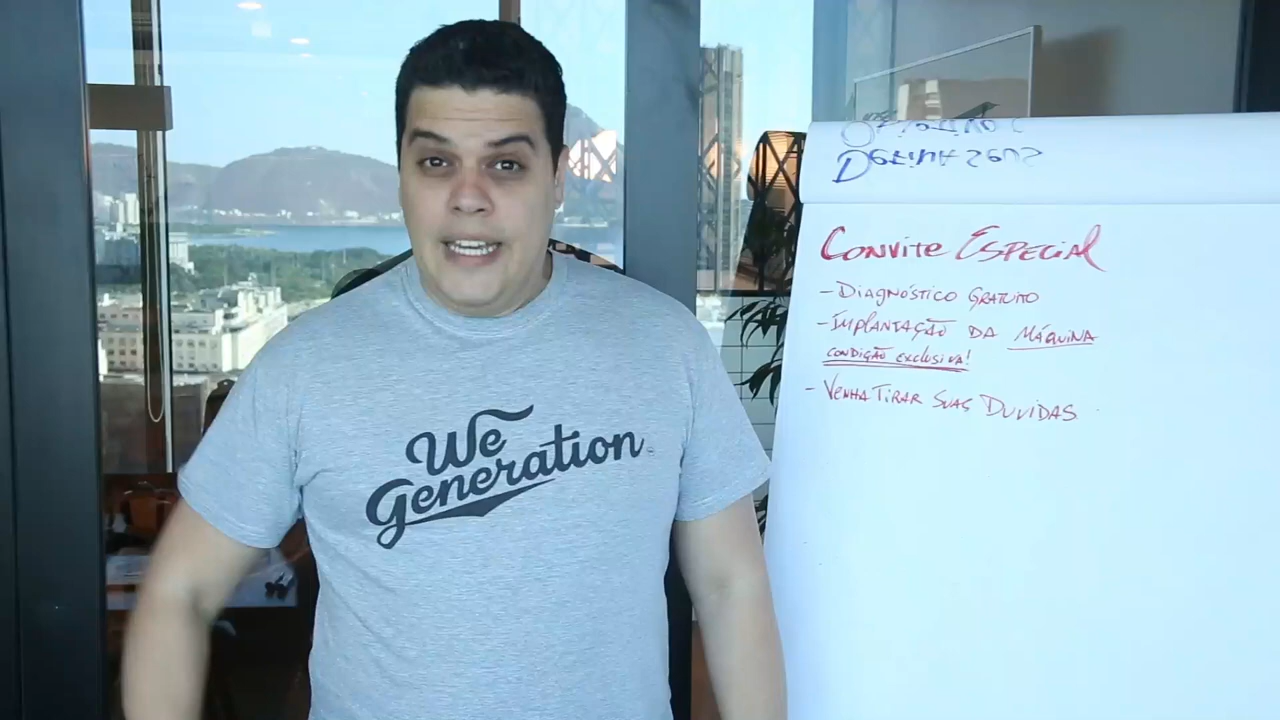 We
Generation
Convite Especial
- Diagnóstico Gratuito
- Implantação da Máquina
condição exclusiva!
- Venha Tirar Suas Duvidas